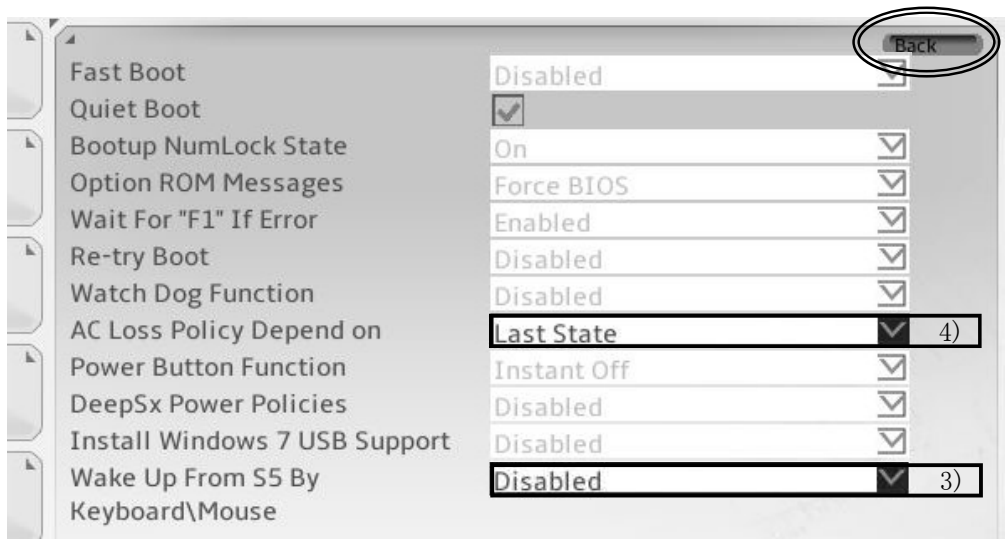 Back
Fast Boot Disabled
Quiet Boot
Bootup NumLock State On
Option ROM Messages Force BIOS
Wait For "F1" If Error Enabled
Re-try Boot Disabled
Watch Dog Function Disabled
AC Loss Policy Depend on Last State 4)
Power Button Function Instant Off
DeepSx Power Policies Disabled
Install Windows 7 USB Support Disabled
Wake Up From S5 By Disabled 3)
Keyboard\Mouse